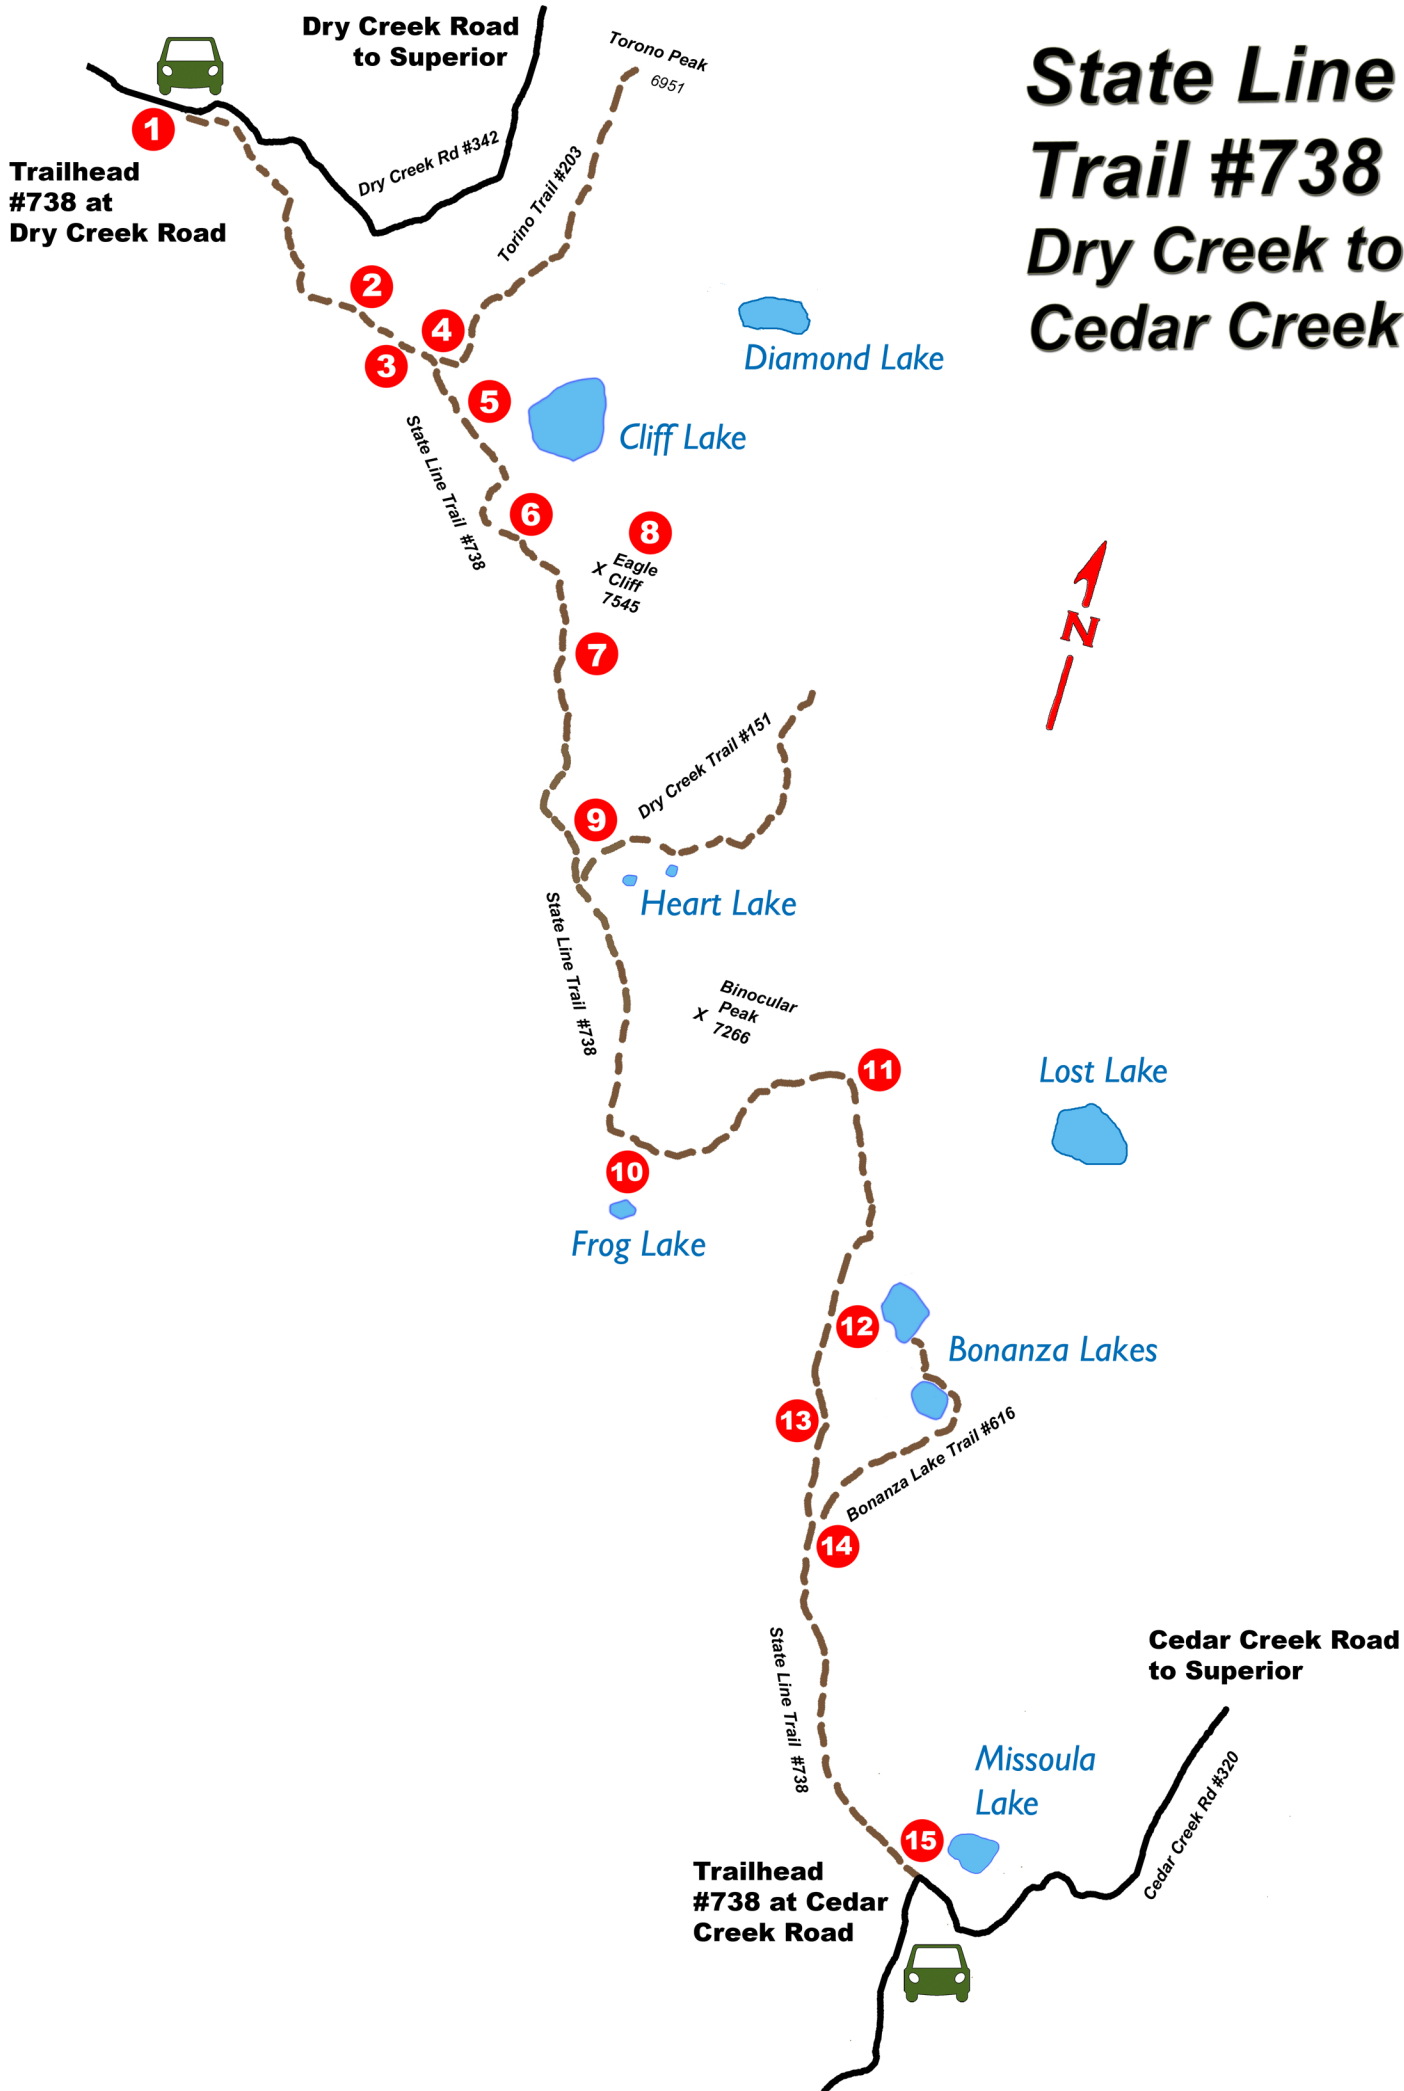 Dry Creek Road
to Superior
State Line
Trail #738
Dry Creek to
Cedar Creek
Torono Peak
6951
1
Trailhead
#738 at
Dry Creek Road
Dry Creek Rd #342
Torino Trail #203
2
4
3
Diamond Lake
5
Cliff Lake
State Line Trail #738
6
8
X Eagle
Cliff
7545
N
7
Dry Creek Trail #151
9
Heart Lake
State Line Trail #738
Binocular
X Peak
7266
11
Lost Lake
10
Frog Lake
12
Bonanza Lakes
13
Bonanza Lake Trail #616
14
State Line Trail #738
Cedar Creek Road
to Superior
Missoula
Lake
Cedar Creek Rd #320
15
Trailhead
#738 at Cedar
Creek Road